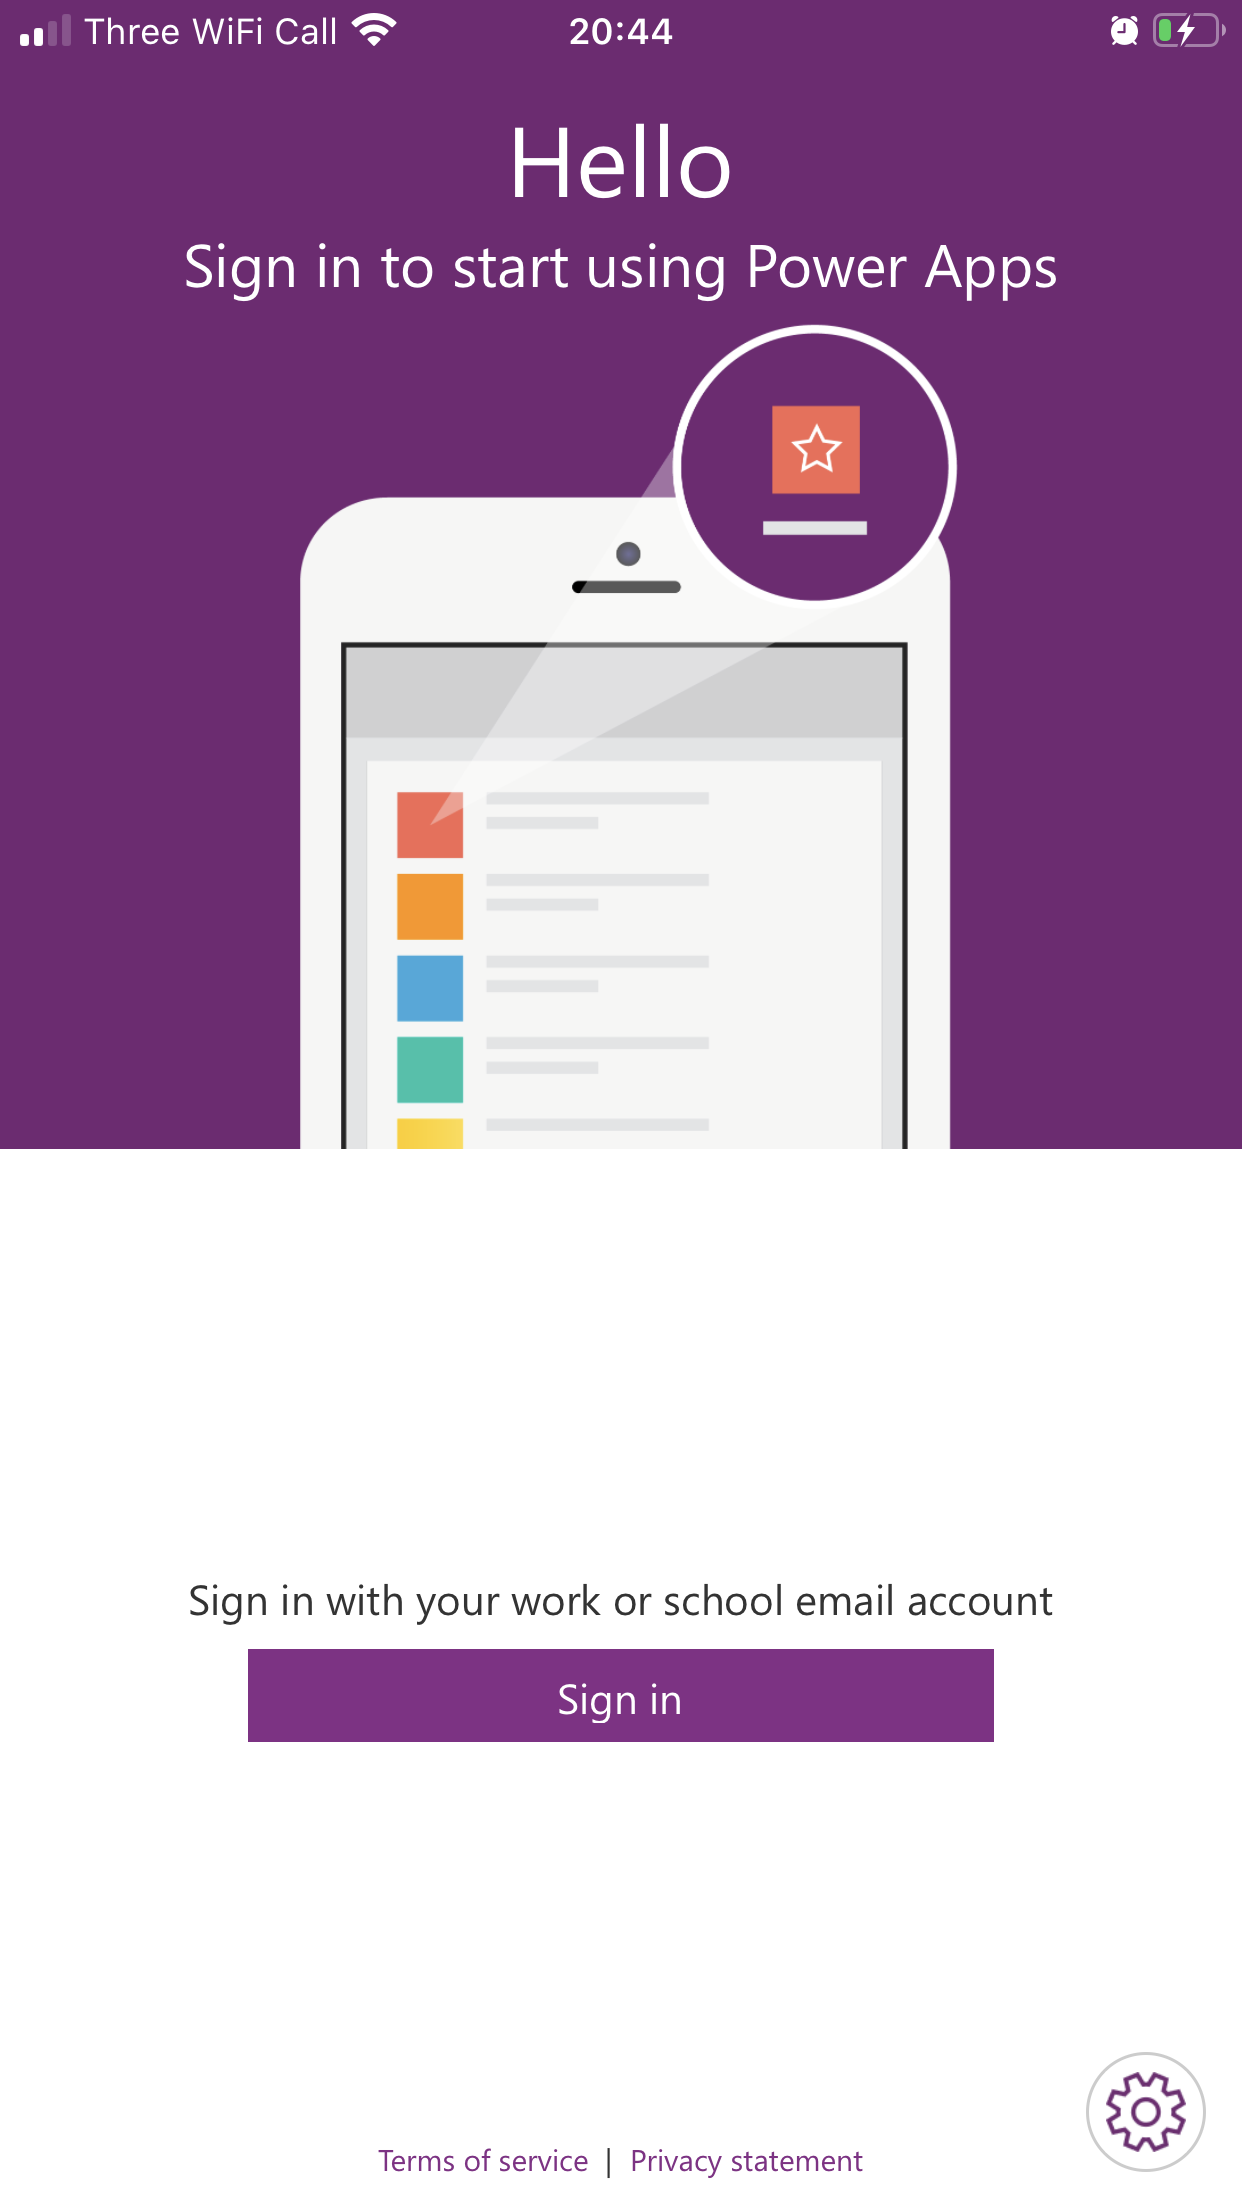 Three WiFi Call 20:44
Hello
Sign in to start using Power Apps
Sign in with your work or school email account
Sign in
Terms of service | Privacy statement